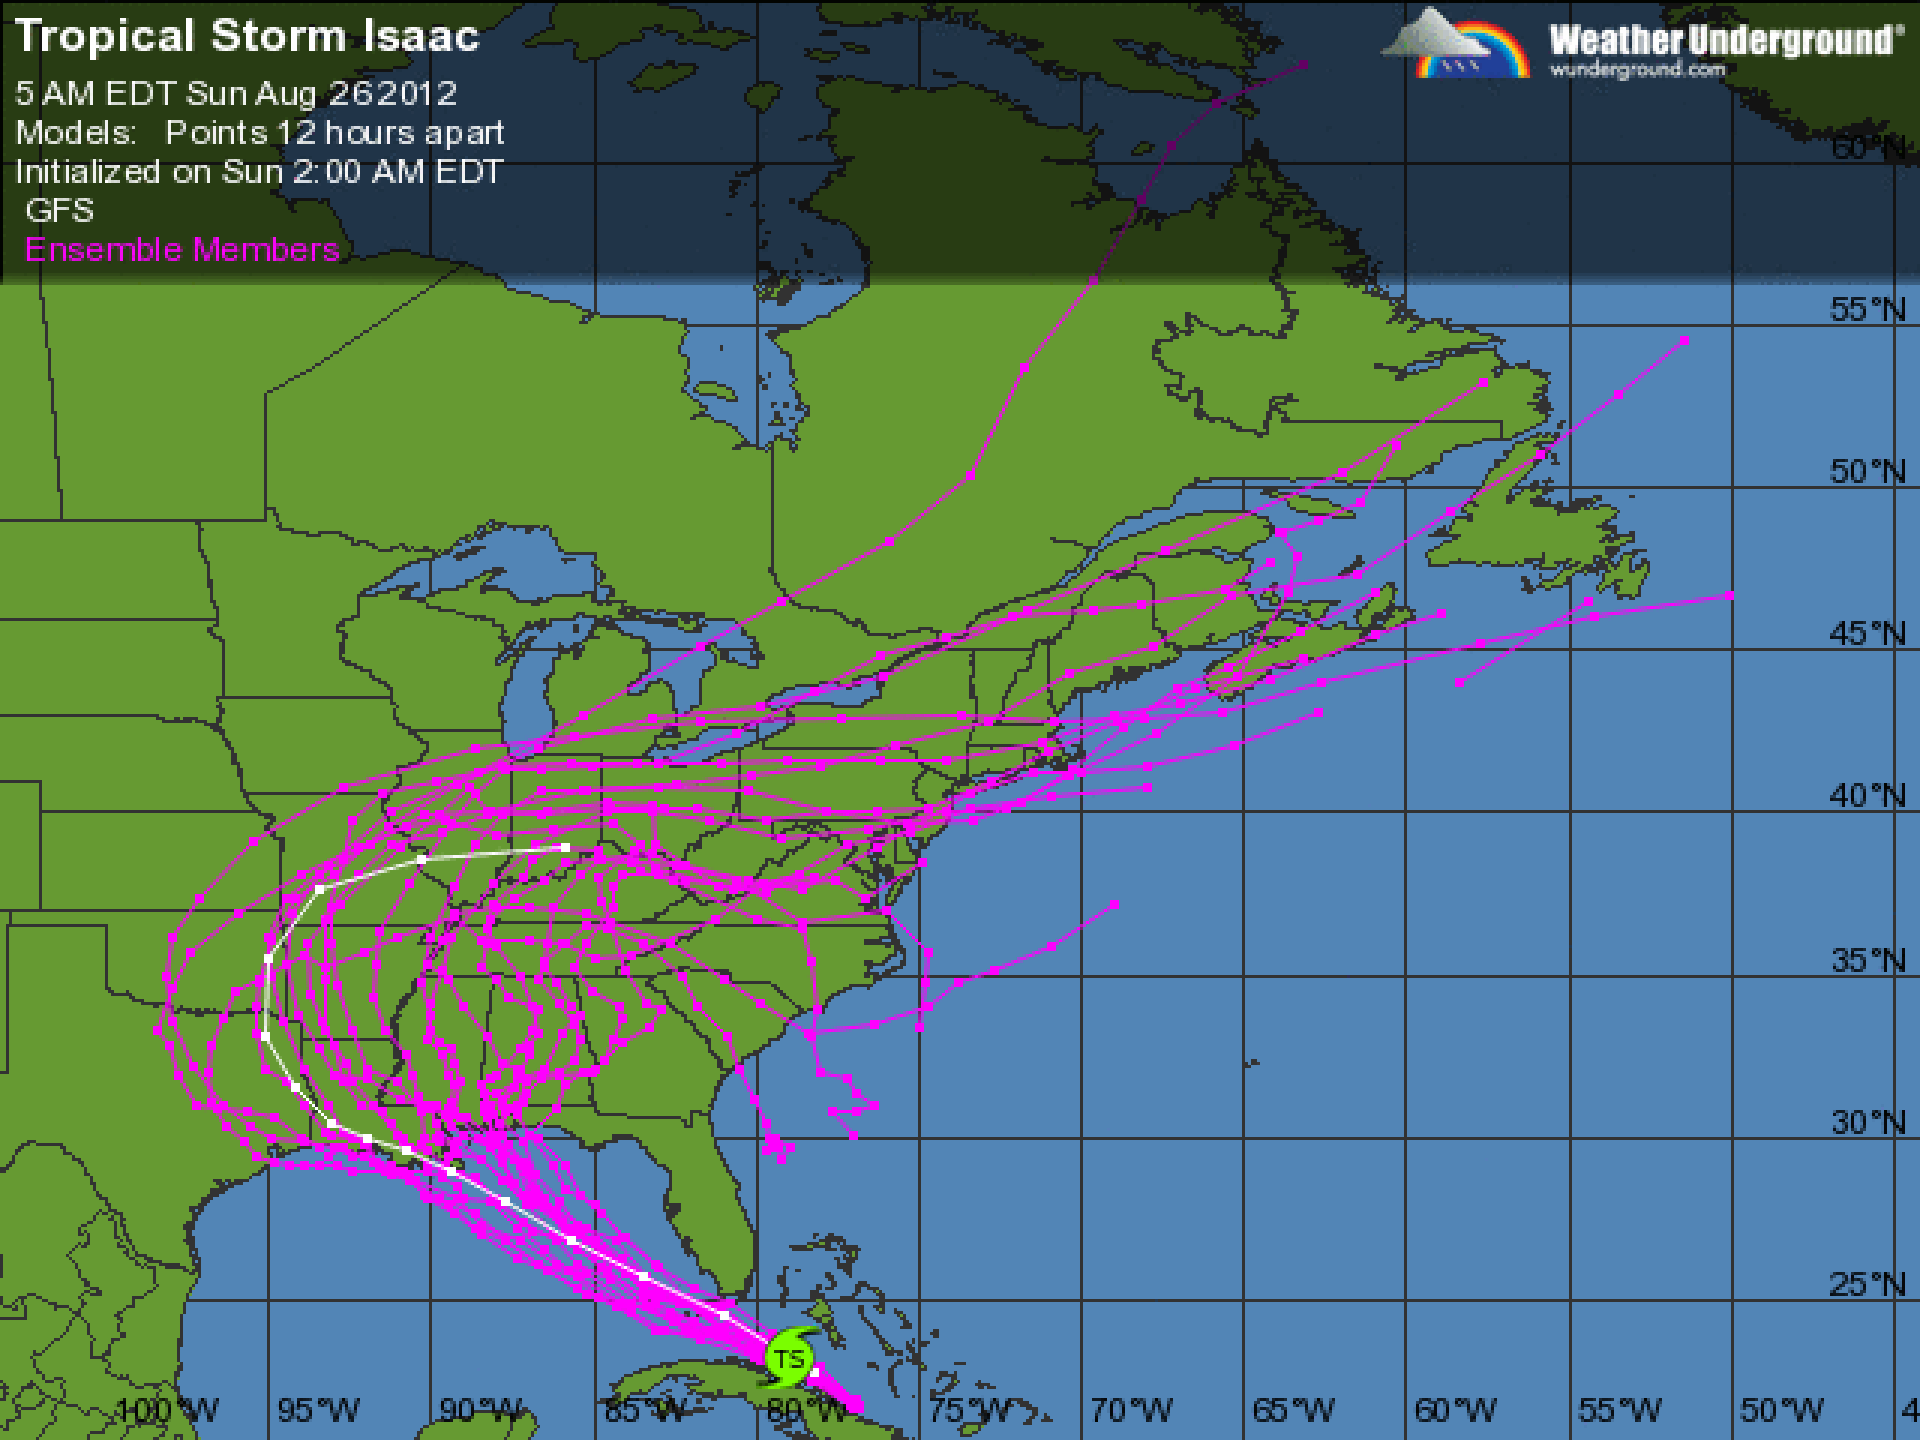 Tropical Storm Isaac
5 AM EDT Sun Aug 26 2012
Models: Points 12 hours apart
Initialized on Sun 2:00 AM EDT
GFS
Ensemble Members
Weather Underground®
wunderground.com
60°N
55°N
50°N
45°N
40°N
35°N
30°N
25°N
TS
100°W 95°W 90°W 85°W 80°W 75°W 70°W 65°W 60°W 55°W 50°W 4